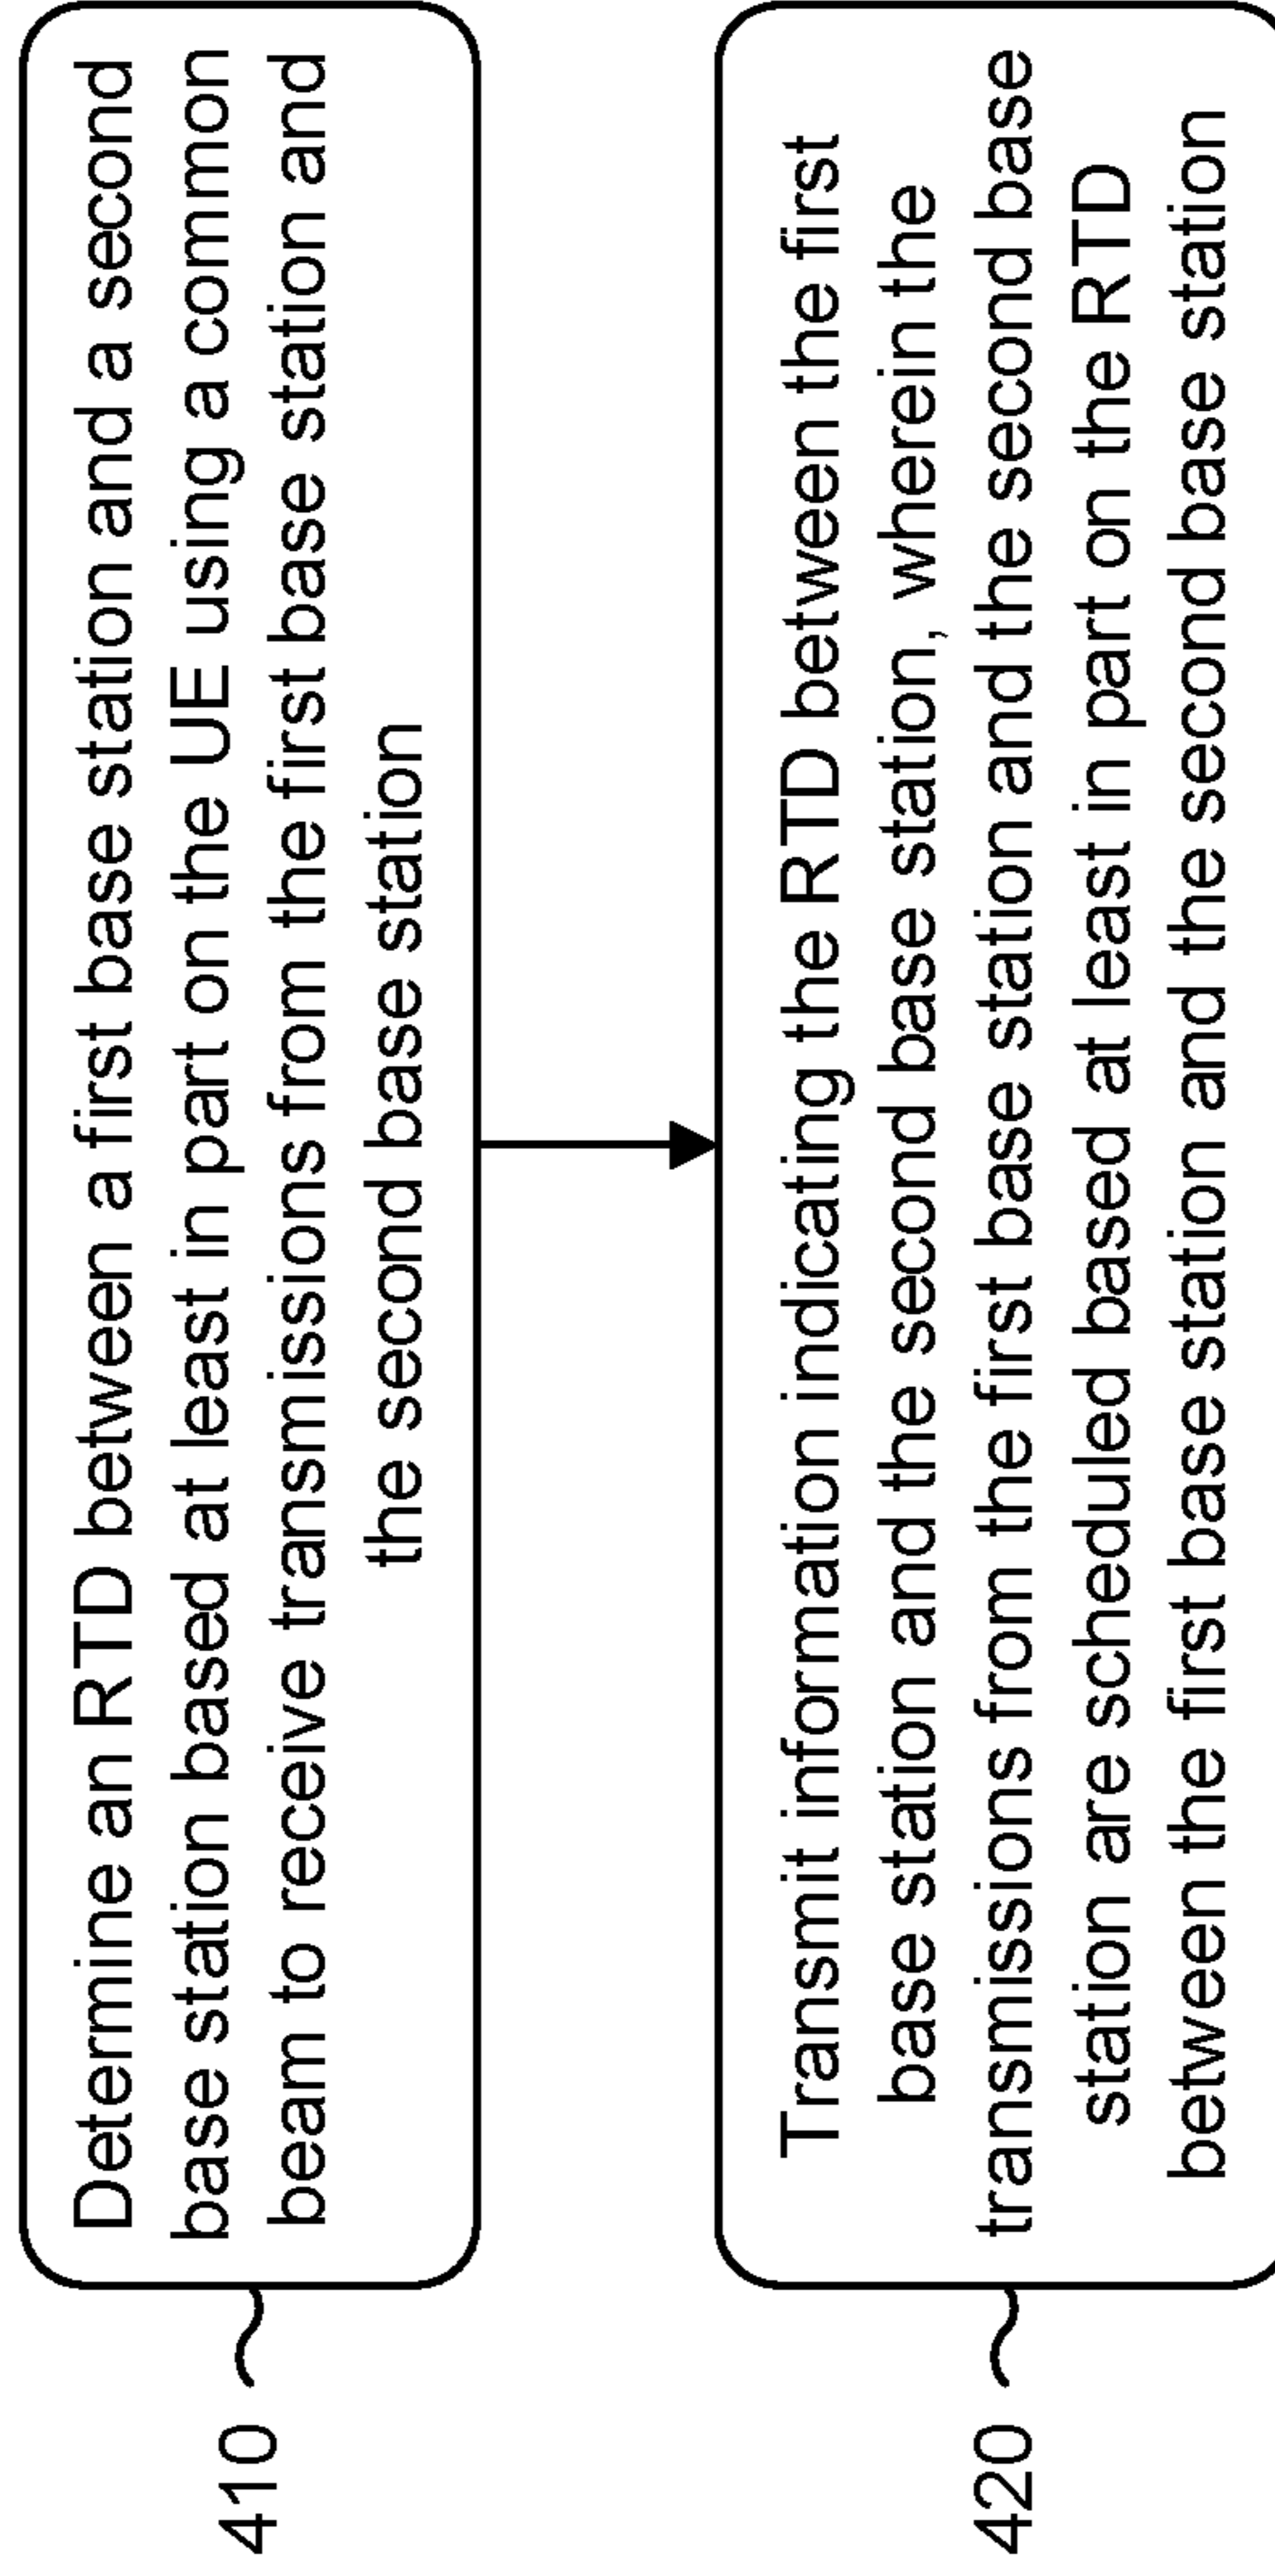 410
Determine an RTD between a first base station and a second
base station based at least in part on the UE using a common
beam to receive transmissions from the first base station and
the second base station
420
Transmit information indicating the RTD between the first
base station and the second base station, wherein the
transmissions from the first base station and the second base
station are scheduled based at least in part on the RTD
between the first base station and the second base station